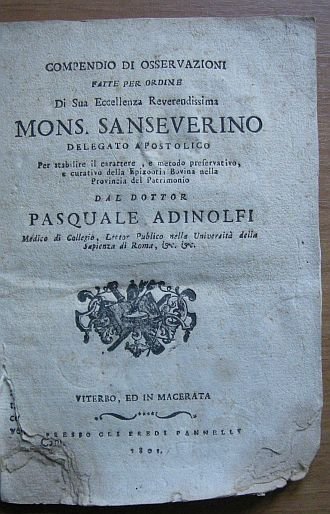 COMPENDIO DI OSSERVAZIONI
FATTE PER ORDINE
Di Sua Eccellenza Reverendissima
MONS. SANSEVERINO
DELEGATO APOSTOLICO
Per stabilire il carattere, e metodo preservativo,
e curativo della Epizootia Bovina nella
Provincia del Patrimonio
DAL DOTTOR
PASQUALE ADINOLFI
Medico di Collegio, Lettor Publico nella Università della
Sapienza di Roma, &c. &c.
VITERBO, ED IN MACERATA
PRESSO GLI EREDI PANNELLI
1801.